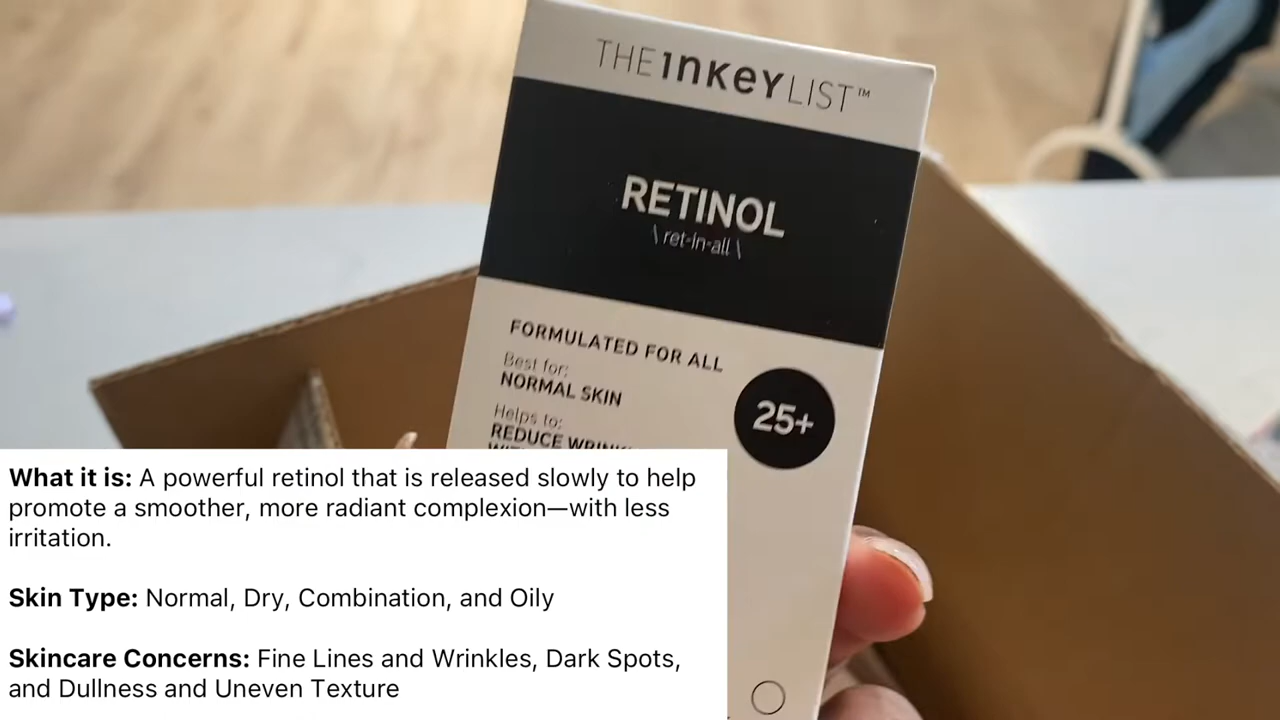 THE INKEY LIST™
RETINOL
\ ret-in-all \
FORMULATED FOR ALL
Best for:
NORMAL SKIN
25+
Helps to:
REDUCE
What it is: A powerful retinol that is released slowly to help
promote a smoother, more radiant complexion—with less
irritation.
Skin Type: Normal, Dry, Combination, and Oily
Skincare Concerns: Fine Lines and Wrinkles, Dark Spots,
and Dullness and Uneven Texture